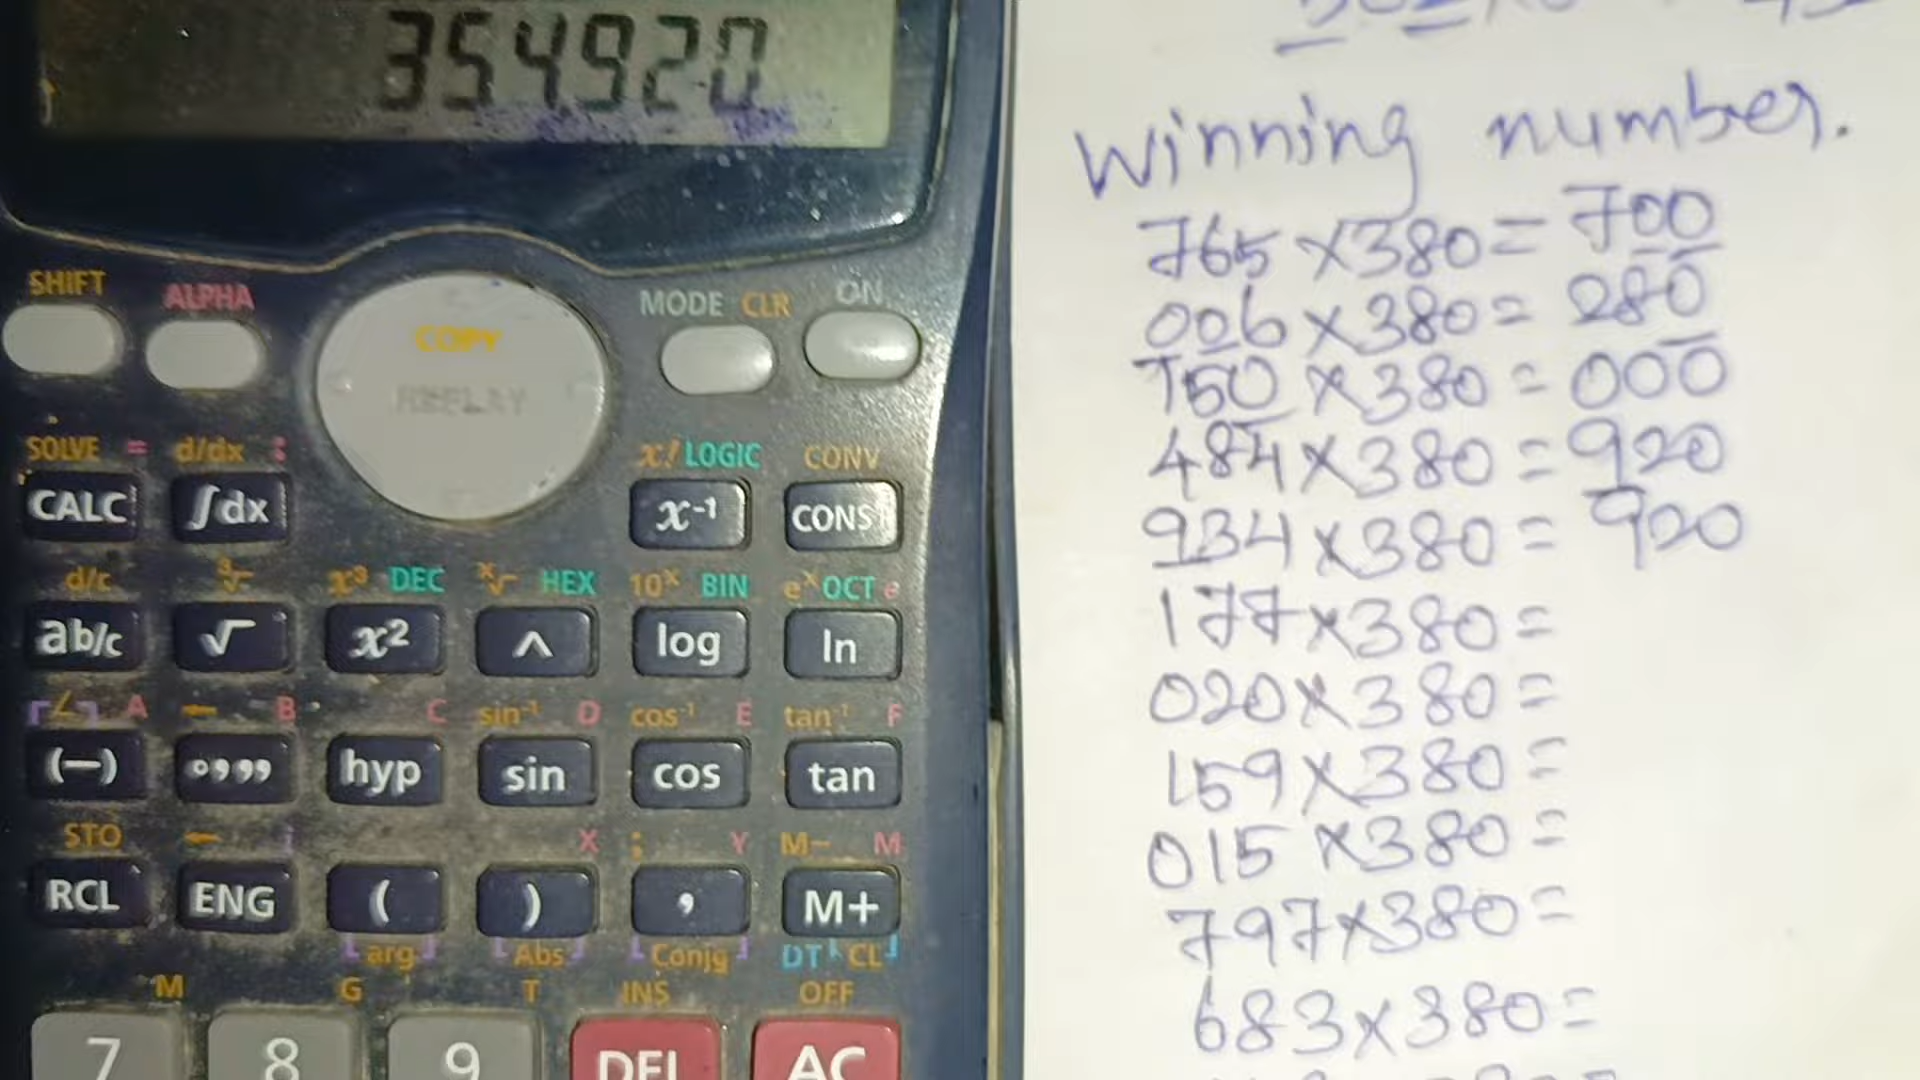 354920
Winning number.
765 x 380 = 700
006 x 380 = 280
750 x 380 = 000
484 x 380 = 920
934 x 380 = 920
177 x 380 =
020 x 380 =
159 x 380 =
015 x 380 =
797 x 380 =
683 x 380 =
SHIFT ALPHA MODE CLR ON
COPY
REPLAY
SOLVE = d/dx : x! LOGIC CONV
CALC ∫dx x⁻¹ CONST
d/c ³√ x³ DEC ˣ√ HEX 10ˣ BIN eˣ OCT e
ab/c √ x² ^ log ln
∠ A ← B C sin⁻¹ D cos⁻¹ E tan⁻¹ F
(−) °,,, hyp sin cos tan
STO ← X ; Y M− M
RCL ENG ( ) , M+
arg Abs Conjg DT CL
M G T INS OFF
7 8 9 DEL AC